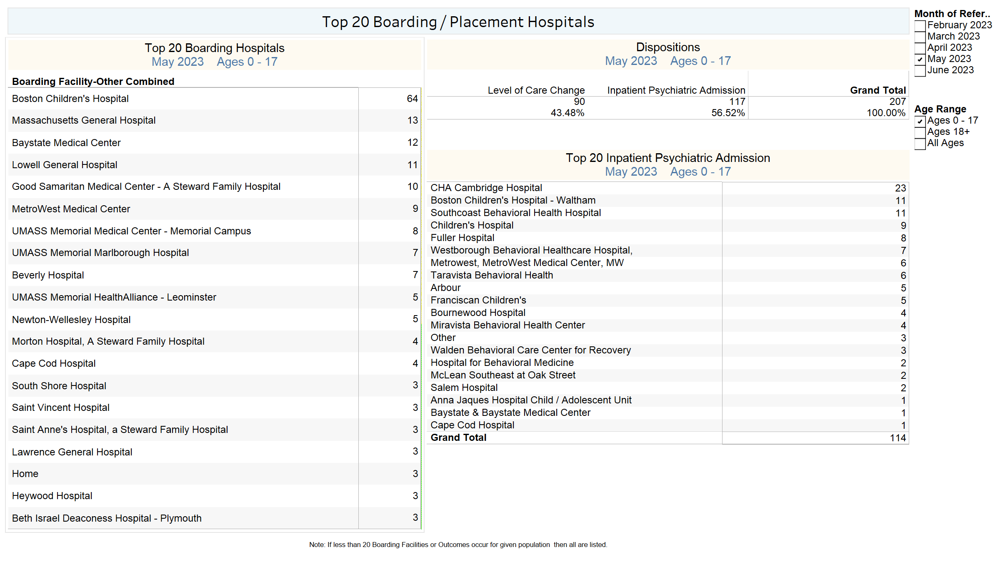 Top 20 Boarding / Placement Hospitals
Top 20 Boarding Hospitals
May 2023 Ages 0 - 17
Boarding Facility-Other Combined
Boston Children's Hospital 64
Massachusetts General Hospital 13
Baystate Medical Center 12
Lowell General Hospital 11
Good Samaritan Medical Center - A Steward Family Hospital 10
MetroWest Medical Center 9
UMASS Memorial Medical Center - Memorial Campus 8
UMASS Memorial Marlborough Hospital 7
Beverly Hospital 7
UMASS Memorial HealthAlliance - Leominster 5
Newton-Wellesley Hospital 5
Morton Hospital, A Steward Family Hospital 4
Cape Cod Hospital 4
South Shore Hospital 3
Saint Vincent Hospital 3
Saint Anne's Hospital, a Steward Family Hospital 3
Lawrence General Hospital 3
Home 3
Heywood Hospital 3
Beth Israel Deaconess Hospital - Plymouth 3
Dispositions
May 2023 Ages 0 - 17
Level of Care Change Inpatient Psychiatric Admission Grand Total
90 117 207
43.48% 56.52% 100.00%
Top 20 Inpatient Psychiatric Admission
May 2023 Ages 0 - 17
CHA Cambridge Hospital 23
Boston Children's Hospital - Waltham 11
Southcoast Behavioral Health Hospital 11
Children's Hospital 9
Fuller Hospital 8
Westborough Behavioral Healthcare Hospital, 7
Metrowest, MetroWest Medical Center, MW 6
Taravista Behavioral Health 6
Arbour 5
Franciscan Children's 5
Bournewood Hospital 4
Miravista Behavioral Health Center 4
Other 3
Walden Behavioral Care Center for Recovery 3
Hospital for Behavioral Medicine 2
McLean Southeast at Oak Street 2
Salem Hospital 2
Anna Jaques Hospital Child / Adolescent Unit 1
Baystate & Baystate Medical Center 1
Cape Cod Hospital 1
Grand Total 114
Month of Refer..
February 2023
March 2023
April 2023
May 2023
June 2023
Age Range
Ages 0 - 17
Ages 18+
All Ages
Note: If less than 20 Boarding Facilities or Outcomes occur for given population then all are listed.